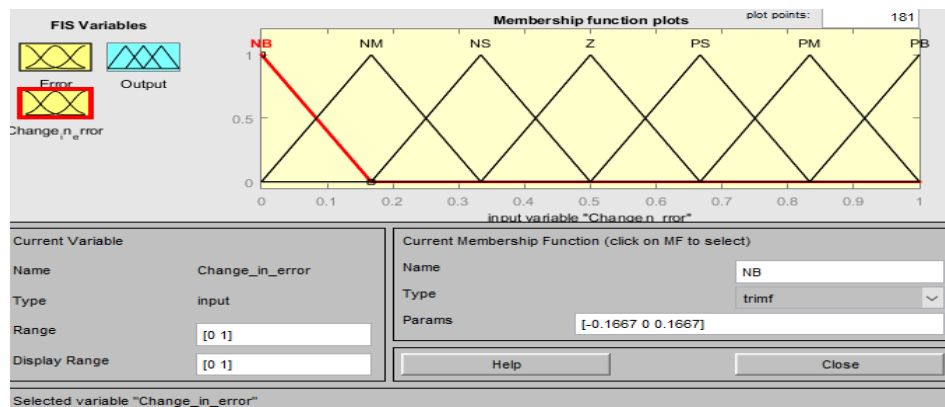 FIS Variables
Membership function plots
plot points: 181
NB NM NS Z PS PM PB
Error Output
Change_in_error
1
0.5
0
0 0.1 0.2 0.3 0.4 0.5 0.6 0.7 0.8 0.9 1
input variable "Change
Current Variable
Name Change_in_error
Type input
Range [0 1]
Display Range [0 1]
Current Membership Function (click on MF to select)
Name NB
Type trimf
Params [-0.1667 0 0.1667]
Help Close
Selected variable "Change_in_error"